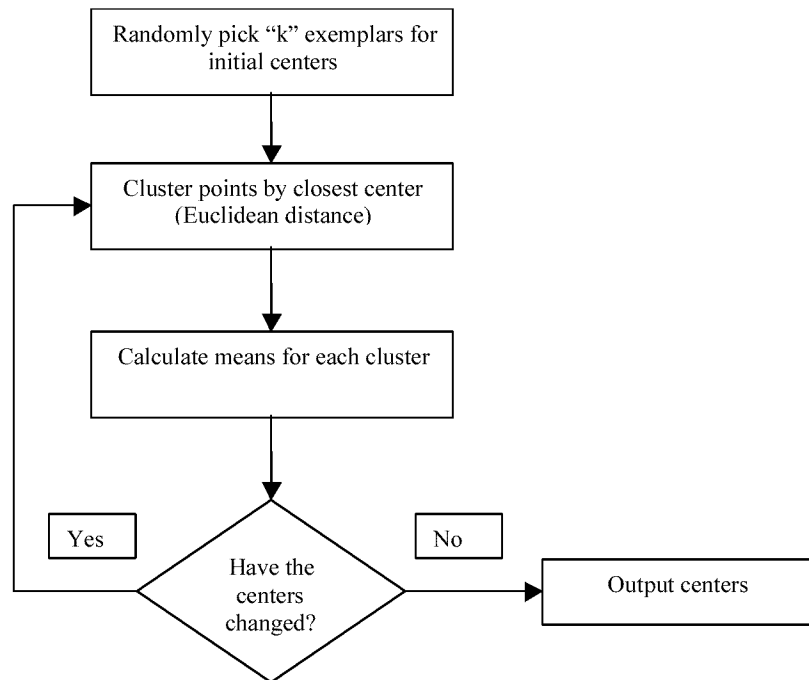 Randomly pick “k” exemplars for
initial centers
Cluster points by closest center
(Euclidean distance)
Calculate means for each cluster
Yes
No
Have the
centers
changed?
Output centers